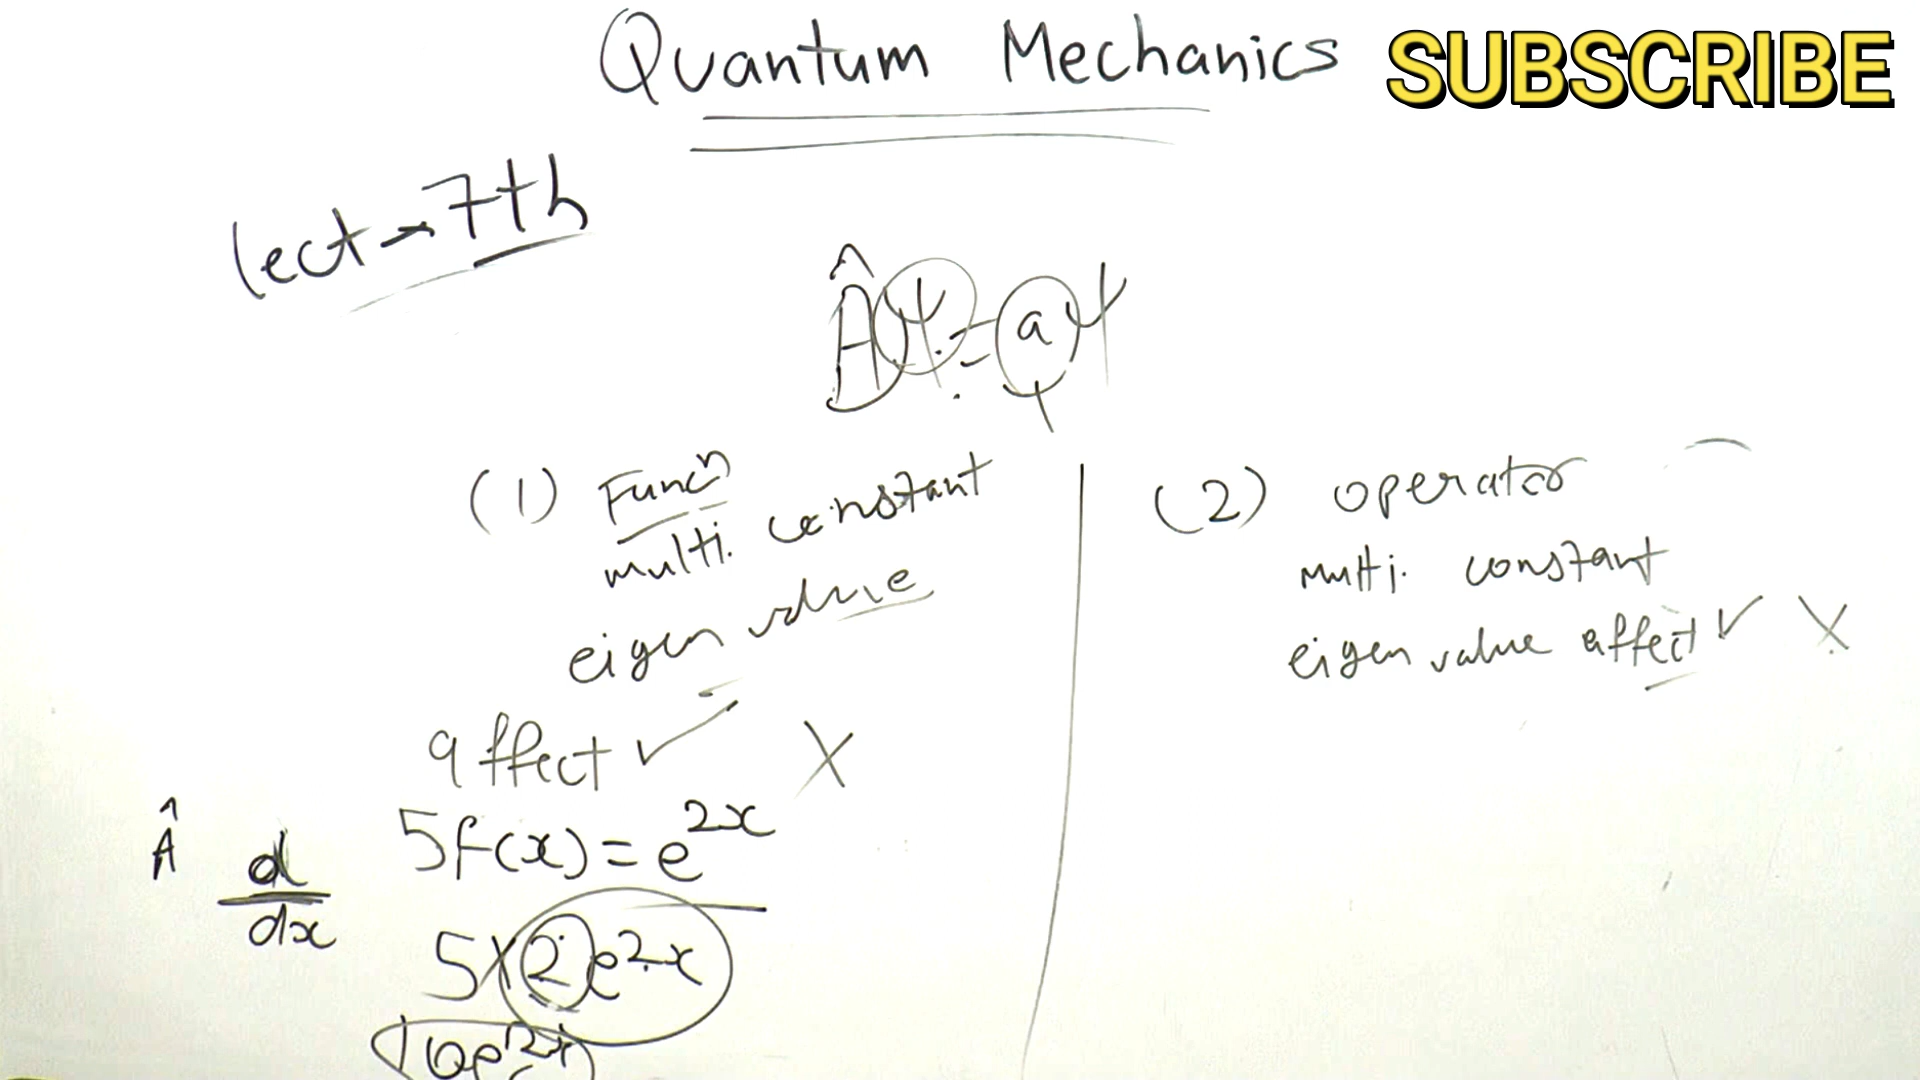 Quantum Mechanics
SUBSCRIBE
lect → 7th
Âψ = aψ
(1) Funcⁿ
multi. constant
eigen value
affect ✓ X
(2) operator
multi. constant
eigen value affect ✓ X
Â d/dx
5f(x) = e^2x
5×2e^2x
10e^2x